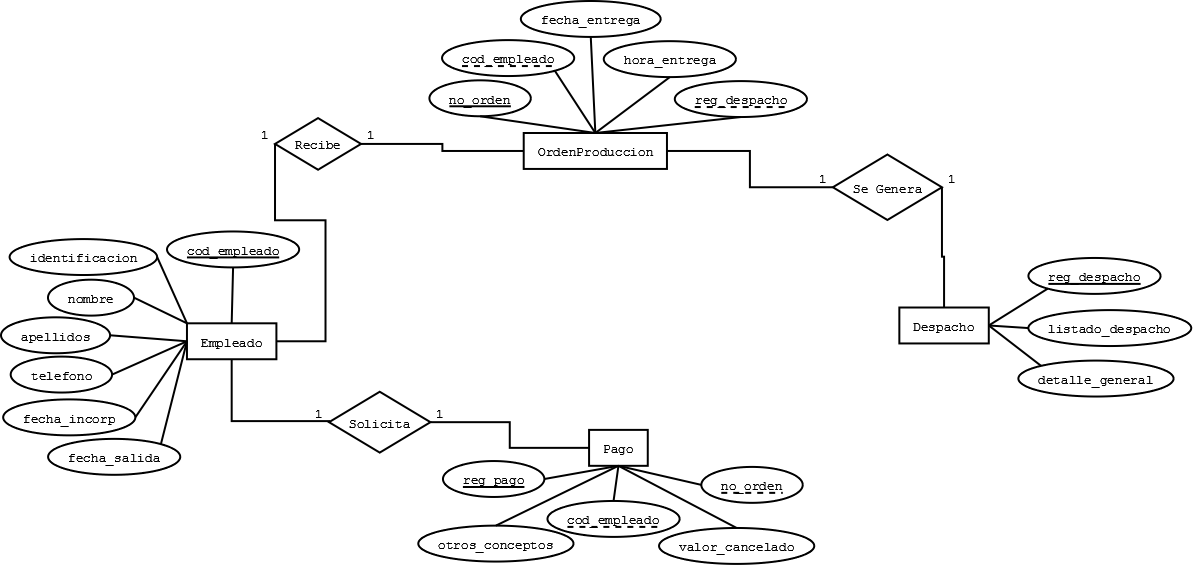 fecha_entrega
cod_empleado
hora_entrega
no_orden
reg_despacho
1
Recibe
1
OrdenProduccion
1
Se Genera
1
cod_empleado
identificacion
nombre
apellidos
telefono
fecha_incorp
fecha_salida
Empleado
reg_despacho
Despacho
listado_despacho
detalle_general
1
Solicita
1
Pago
reg_pago
no_orden
cod_empleado
otros_conceptos
valor_cancelado